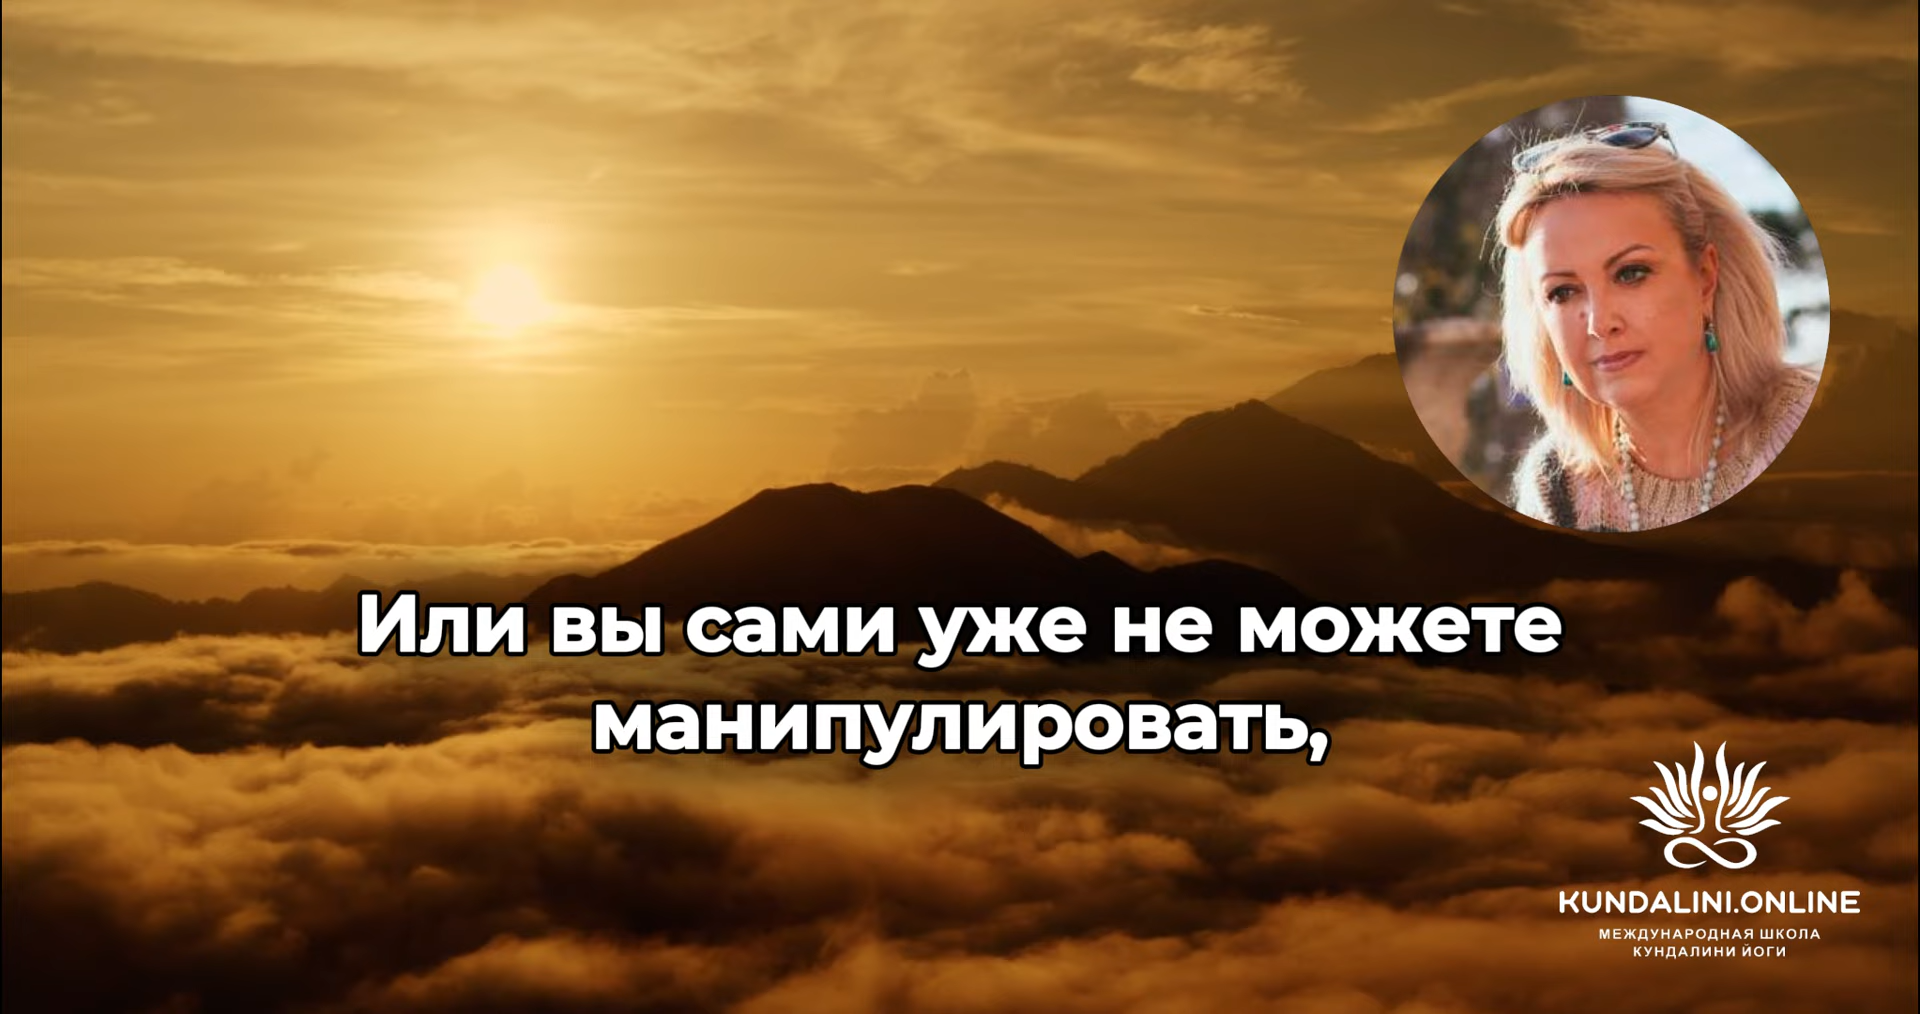 Или вы сами уже не можете
манипулировать,
KUNDALINI.ONLINE
МЕЖДУНАРОДНАЯ ШКОЛА
КУНДАЛИНИ ЙОГИ